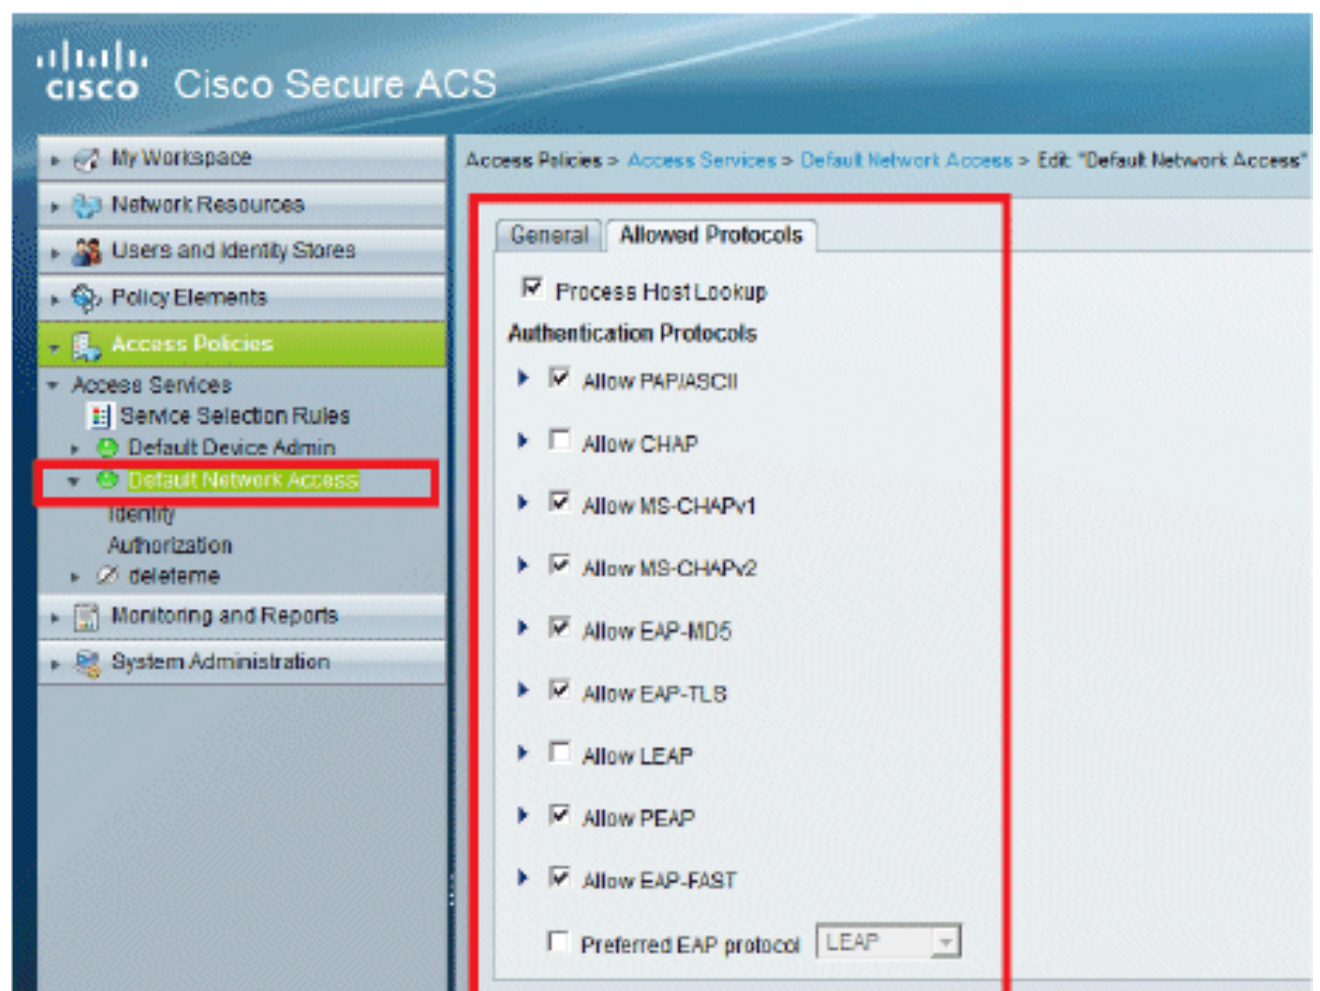 cisco Cisco Secure ACS
My Workspace
Network Resources
Users and Identity Stores
Policy Elements
Access Policies
Access Services
Service Selection Rules
Default Device Admin
Default Network Access
Identity
Authorization
deleteme
Monitoring and Reports
System Administration
Access Policies > Access Services > Default Network Access > Edit: "Default Network Access"
General Allowed Protocols
Process Host Lookup
Authentication Protocols
Allow PAP/ASCII
Allow CHAP
Allow MS-CHAPv1
Allow MS-CHAPv2
Allow EAP-MD5
Allow EAP-TLS
Allow LEAP
Allow PEAP
Allow EAP-FAST
Preferred EAP protocol LEAP